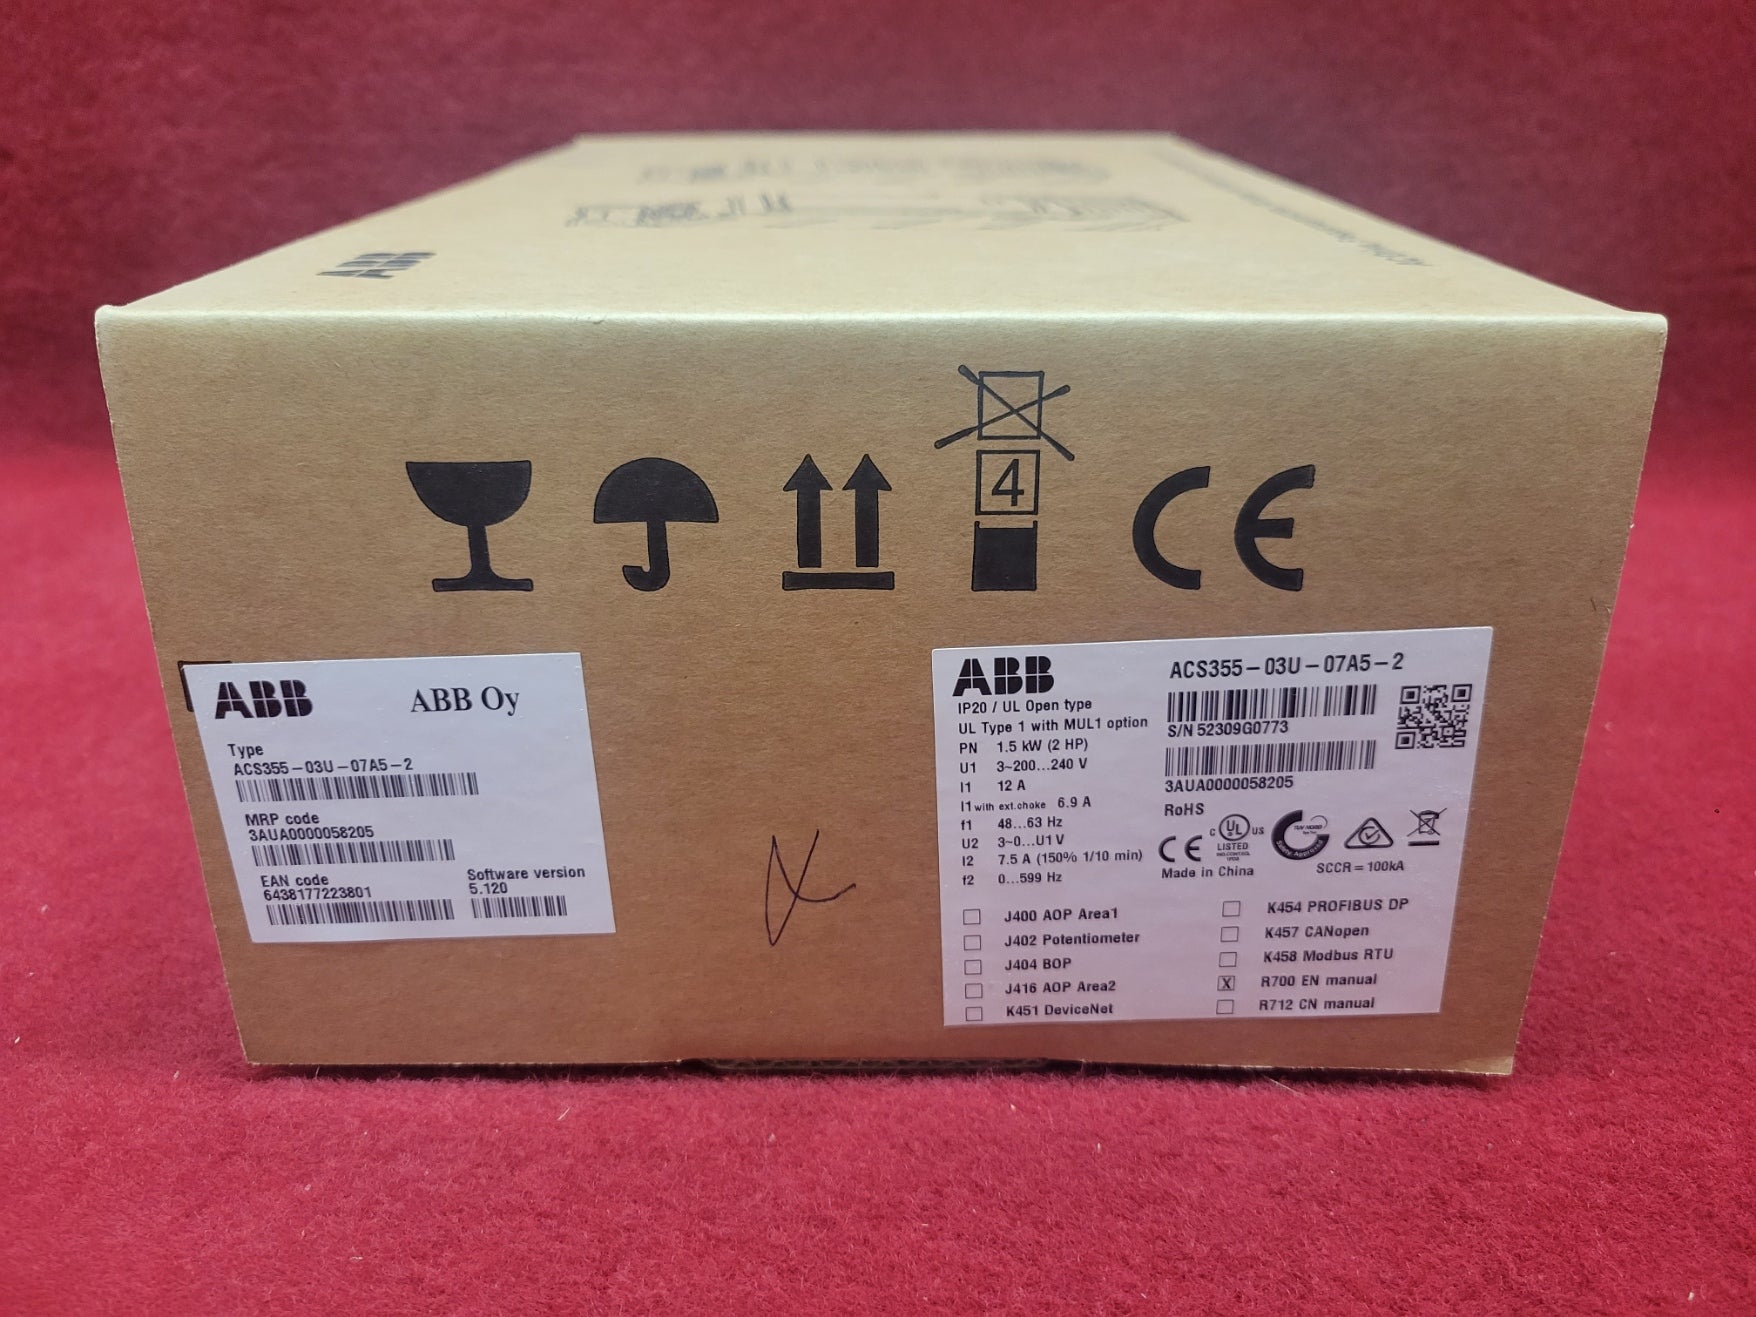 ABB
4
CE
ABB ABB Oy
Type
ACS355-03U-07A5-2
MRP code
3AUA0000058205
EAN code
6438177223801
Software version
5.120
ABB
ACS355-03U-07A5-2
IP20 / UL Open type
UL Type 1 with MUL1 option
S/N 52309G0773
3AUA0000058205
PN 1.5 kW (2 HP)
U1 3~200...240 V
I1 12 A
I1 with ext.choke 6.9 A
f1 48...63 Hz
U2 3~0...U1 V
I2 7.5 A (150% 1/10 min)
f2 0...599 Hz
RoHS
CE
C UL US
LISTED
Made in China
SCCR = 100kA
J400 AOP Area1
J402 Potentiometer
J404 BOP
J416 AOP Area2
K451 DeviceNet
K454 PROFIBUS DP
K457 CANopen
K458 Modbus RTU
X R700 EN manual
R712 CN manual